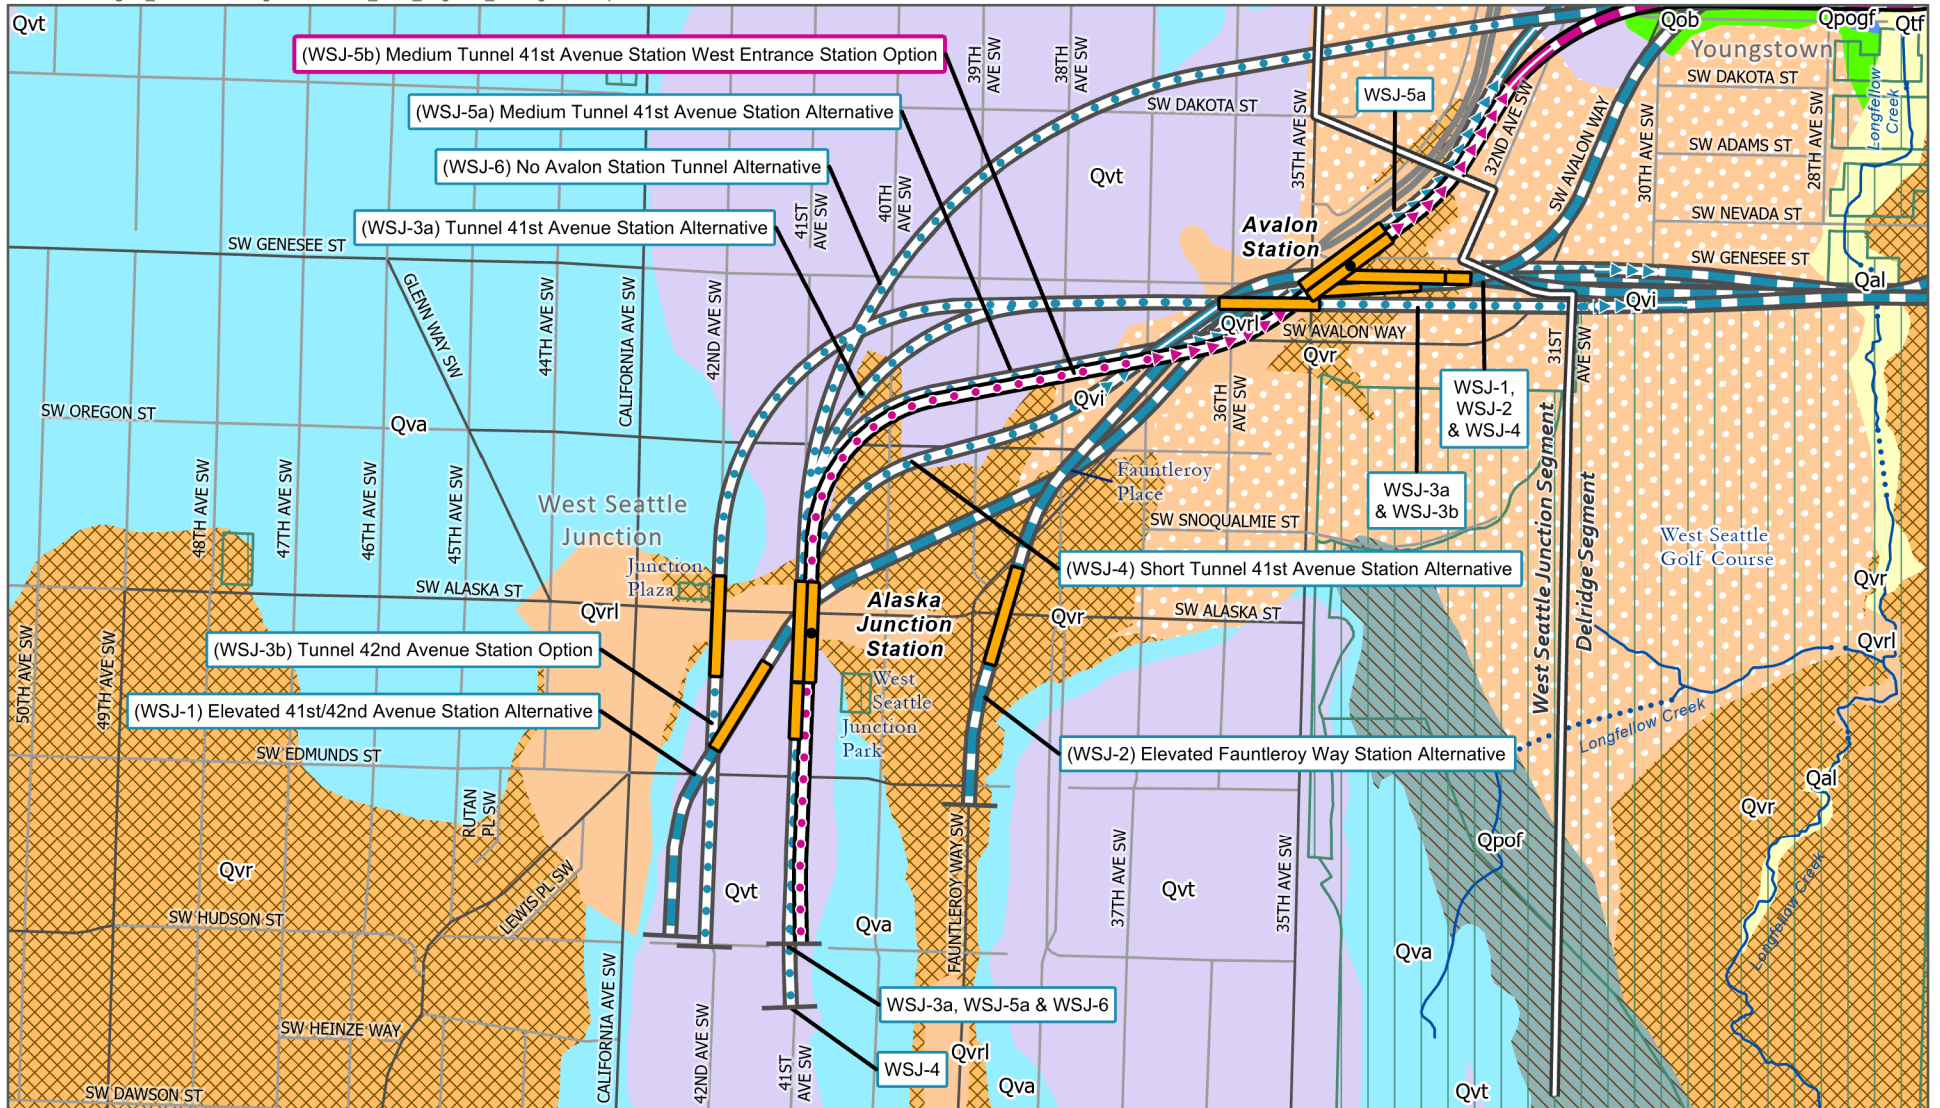 Qvt
Qob
Qpogf
Qtf
Youngstown
(WSJ-5b) Medium Tunnel 41st Avenue Station West Entrance Station Option
39TH
AVE SW
38TH
AVE SW
SW DAKOTA ST
WSJ-5a
SW DAKOTA ST
(WSJ-5a) Medium Tunnel 41st Avenue Station Alternative
Longfellow
Creek
35TH AVE SW
32ND AVE SW
SW AVALON WAY
30TH AVE SW
SW ADAMS ST
28TH AVE SW
(WSJ-6) No Avalon Station Tunnel Alternative
Qvt
40TH
AVE SW
41ST
AVE SW
(WSJ-3a) Tunnel 41st Avenue Station Alternative
Avalon
Station
SW NEVADA ST
SW GENESEE ST
SW GENESEE ST
Qal
GLENN WAY SW
44TH AVE SW
CALIFORNIA AVE SW
42ND AVE SW
Qvi
Qvrl
SW AVALON WAY
Qvr
31ST
AVE SW
36TH
AVE SW
WSJ-1,
WSJ-2
& WSJ-4
Qvi
SW OREGON ST
Qva
Fauntleroy
Place
WSJ-3a
& WSJ-3b
48TH AVE SW
47TH AVE SW
46TH AVE SW
45TH AVE SW
West Seattle
Junction
SW SNOQUALMIE ST
West Seattle Junction Segment
Delridge Segment
West Seattle
Golf Course
Junction
Plaza
SW ALASKA ST
(WSJ-4) Short Tunnel 41st Avenue Station Alternative
Qvr
Qvrl
Alaska
Junction
Station
Qvr
SW ALASKA ST
Qvrl
50TH AVE SW
49TH AVE SW
(WSJ-3b) Tunnel 42nd Avenue Station Option
West
Seattle
Junction
Park
(WSJ-1) Elevated 41st/42nd Avenue Station Alternative
Longfellow Creek
SW EDMUNDS ST
(WSJ-2) Elevated Fauntleroy Way Station Alternative
Qal
Qvr
RUTAN
PL SW
Qvr
Qpof
LEWIS PL SW
FAUNTLEROY WAY SW
37TH AVE SW
35TH AVE SW
Qvt
Qvt
SW HUDSON ST
Qva
Qva
Longfellow Creek
CALIFORNIA AVE SW
WSJ-3a, WSJ-5a & WSJ-6
SW HEINZE WAY
42ND AVE SW
41ST
AVE SW
Qvrl
WSJ-4
Qva
Qvt
SW DAWSON ST